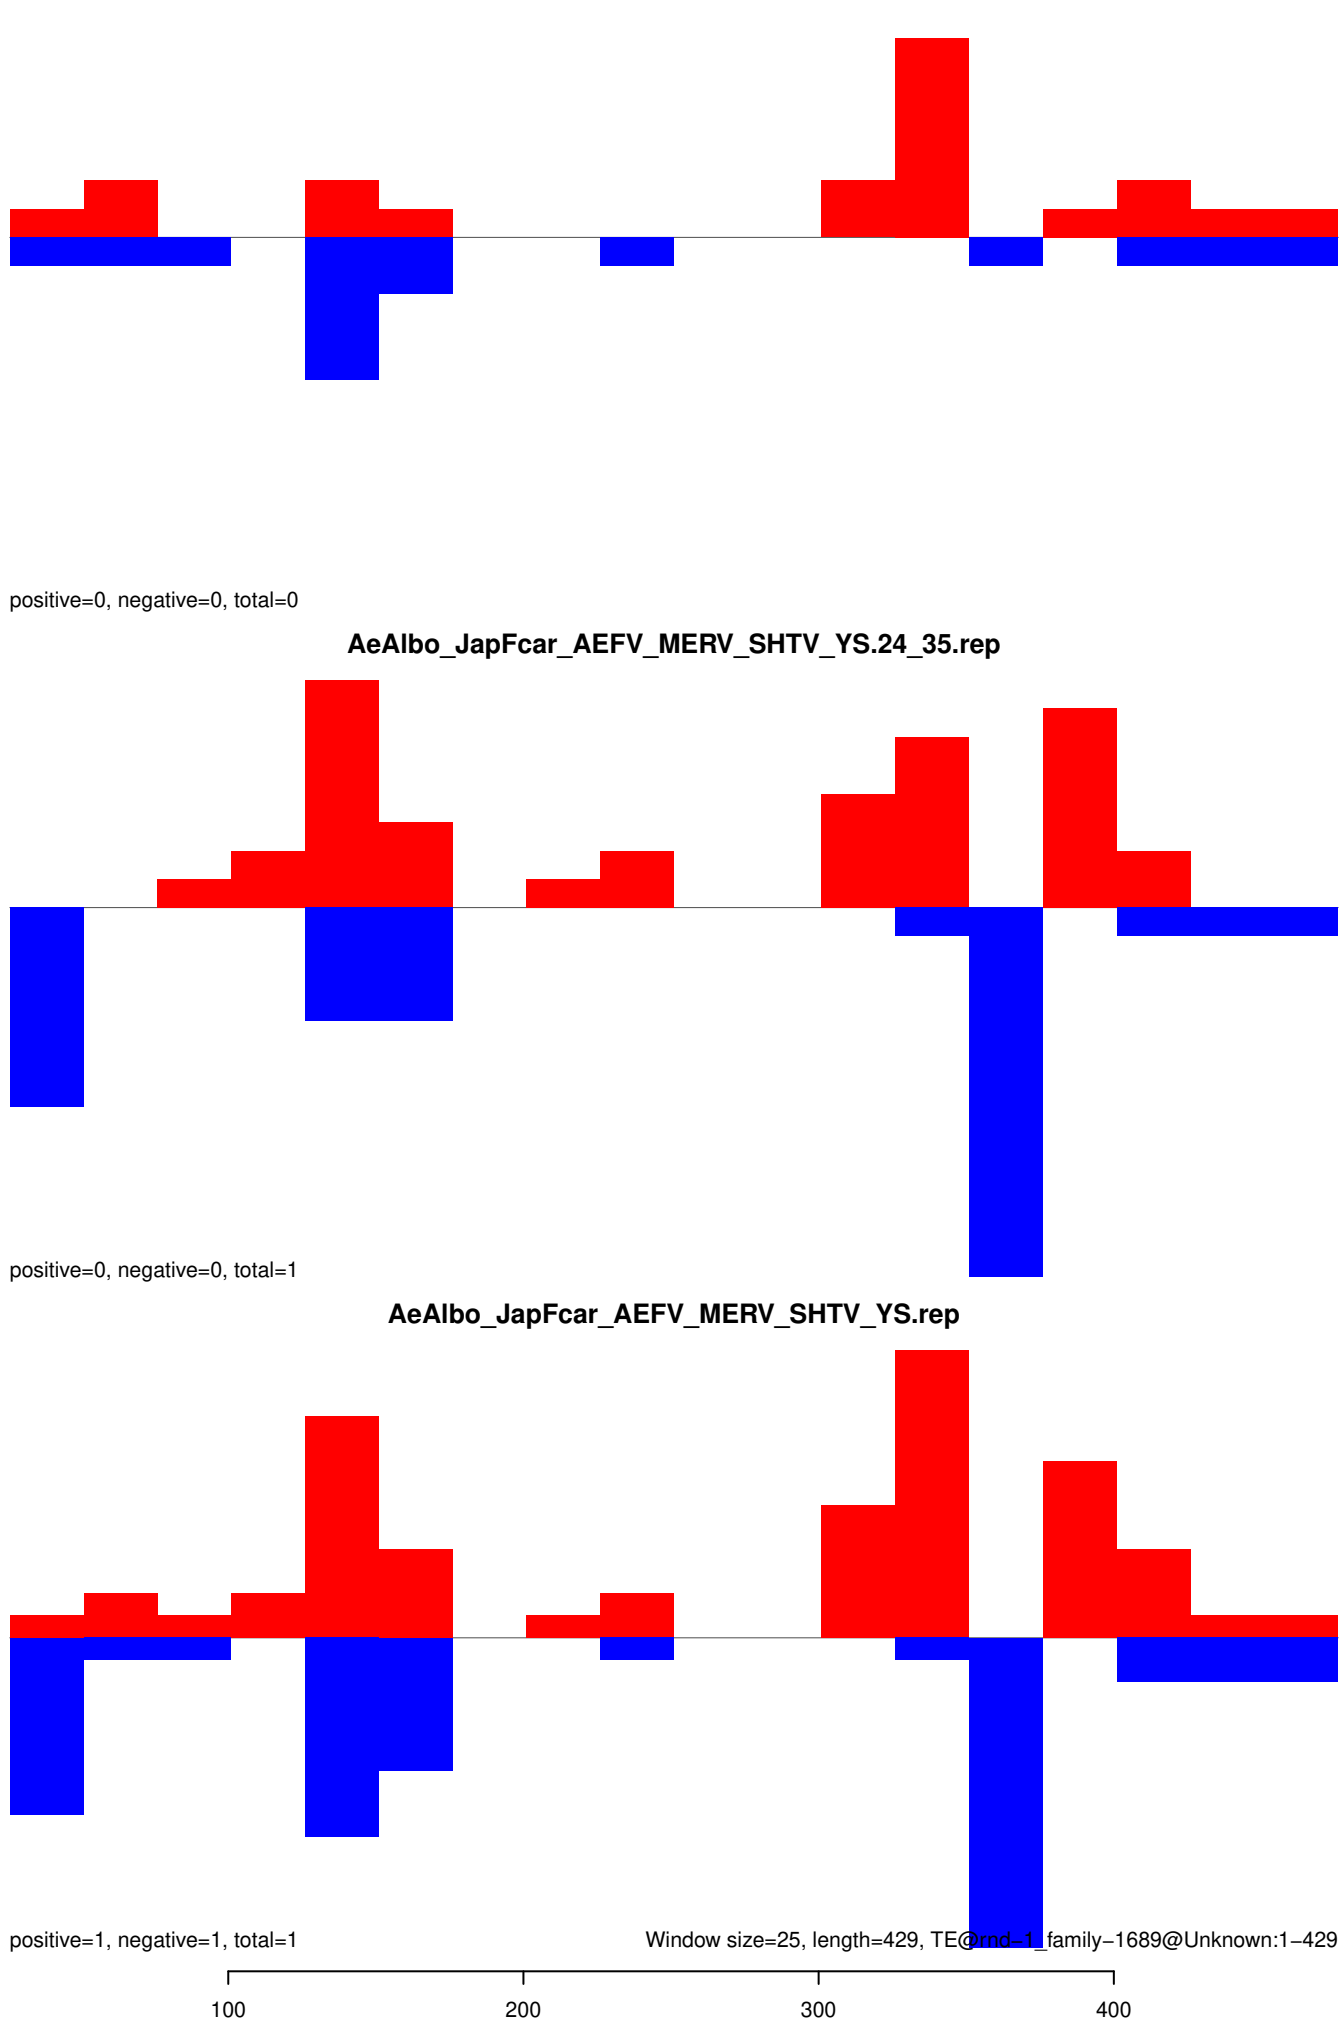 positive=0, negative=0, total=0
AeAlbo_JapFcar_AEFV_MERV_SHTV_YS.24_35.rep
positive=0, negative=0, total=1
AeAlbo_JapFcar_AEFV_MERV_SHTV_YS.rep
positive=1, negative=1, total=1
Window size=25, length=429, TE@rnd−1_family−1689@Unknown:1−429
100 200 300 400